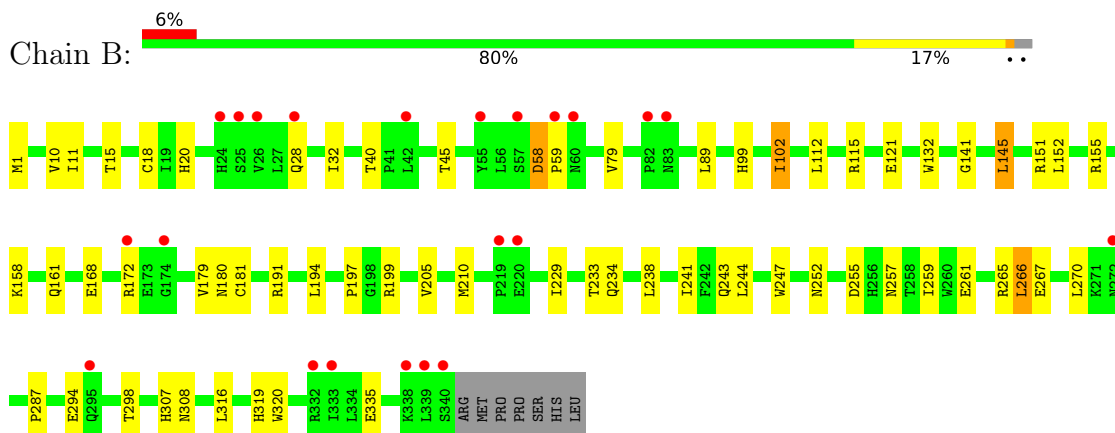 6%
Chain B:
80% 17% • •
M1 V10 I11 T15 C18 I19 H20 H24 S25 V26 L27 Q28 I32 T40 P41 L42 T45 Y55 L56 S57 D58 P59 N60 V79 P82 N83 L89 H99 I102 L112 R115 E121 W132 G141 L145 R151 L152 R155
K158 Q161 E168 R172 E173 G174 V179 N180 C181 R191 L194 P197 G198 R199 V205 M210 P219 E220 I229 T233 Q234 L238 I241 F242 Q243 L244 W247 N252 D255 H256 N257 T258 I259 W260 E261 R265 L266 E267 L270 K271 N272
P287 E294 Q295 T298 H307 N308 L316 H319 W320 R332 I333 L334 E335 K338 L339 S340 ARG MET PRO PRO SER HIS LEU